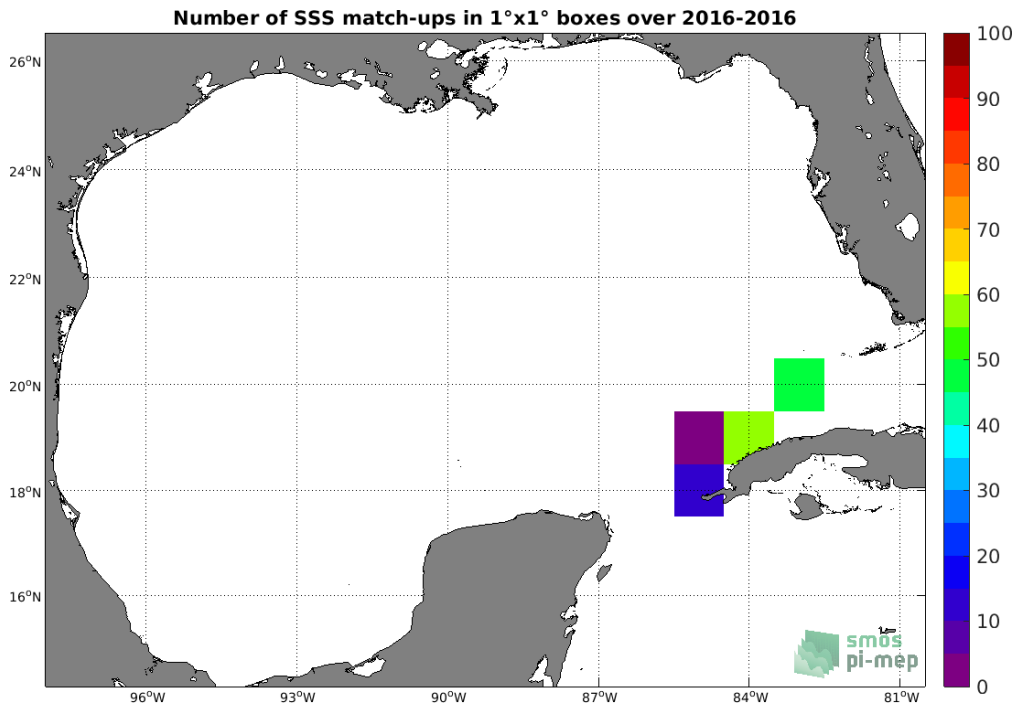 Number of SSS match-ups in 1°x1° boxes over 2016-2016
26°N
24°N
22°N
20°N
18°N
16°N
96°W
93°W
90°W
87°W
84°W
81°W
100
90
80
70
60
50
40
30
20
10
0
smos
pi-mep